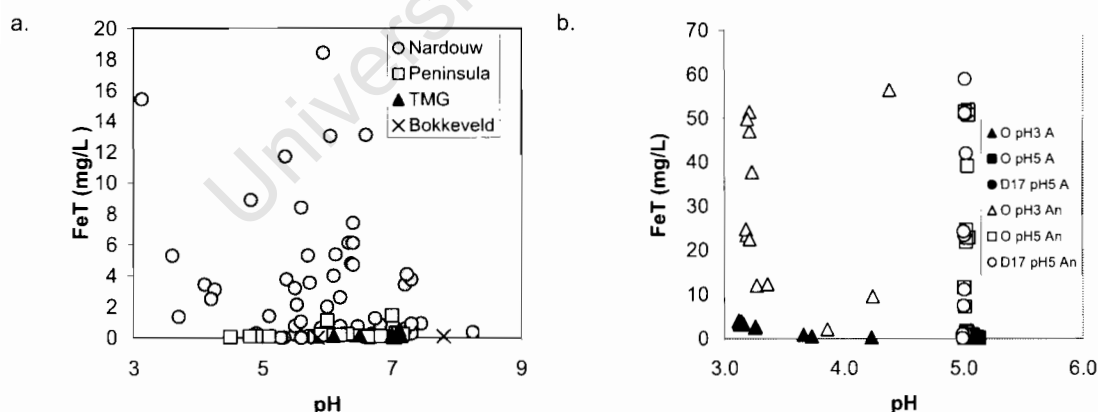 a.
Universi
20
18
16
14
12
10
8
6
4
2
0
FeT (mg/L)
3
5
7
9
pH
Nardouw
Peninsula
TMG
Bokkeveld
b.
70
60
50
40
30
20
10
0
FeT (mg/L)
3.0
4.0
5.0
6.0
pH
O pH3 A
O pH5 A
D17 pH5 A
O pH3 An
O pH5 An
D17 pH5 An